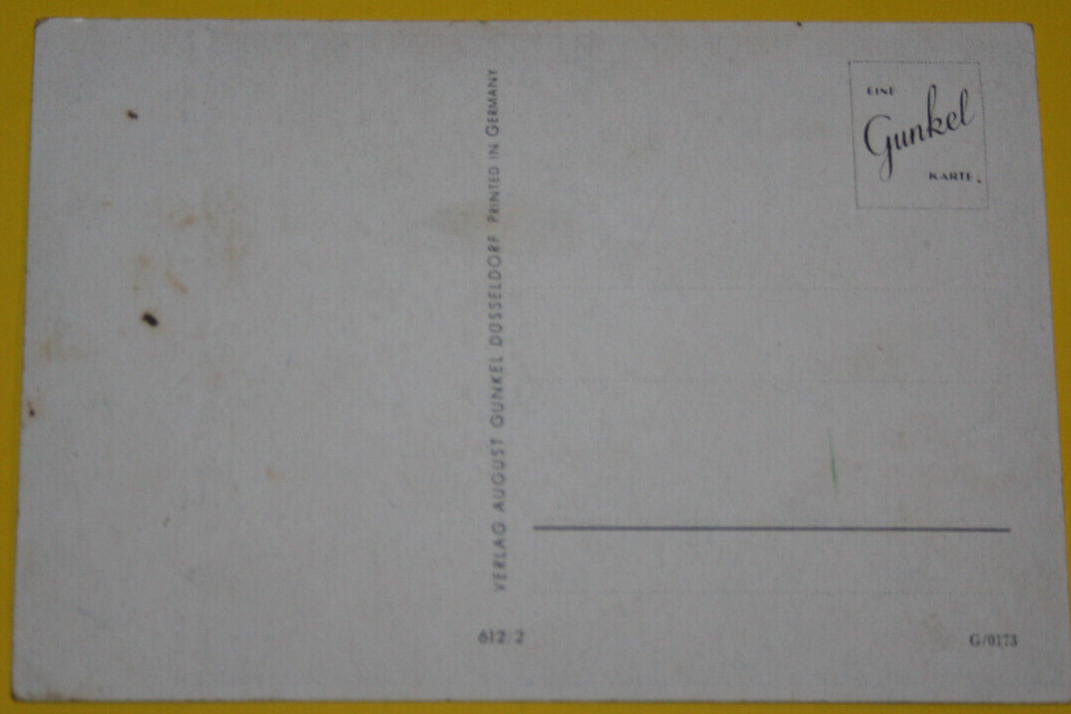 EINE
Gunkel
KARTE.
VERLAG AUGUST GUNKEL DÜSSELDORF PRINTED IN GERMANY
612/2
G/0173